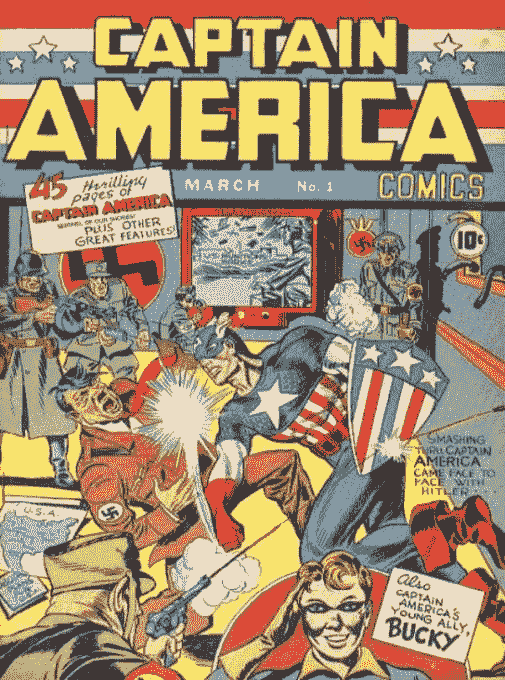 CAPTAIN
AMERICA
COMICS
MARCH No. 1
10¢
45 thrilling
pages of
CAPTAIN AMERICA
PLUS OTHER
GREAT FEATURES!
U.S.A.
SMASHING
THRU, CAPTAIN
AMERICA
CAME FACE TO
FACE WITH
HITLER
Also
CAPTAIN
AMERICA'S
YOUNG ALLY,
BUCKY